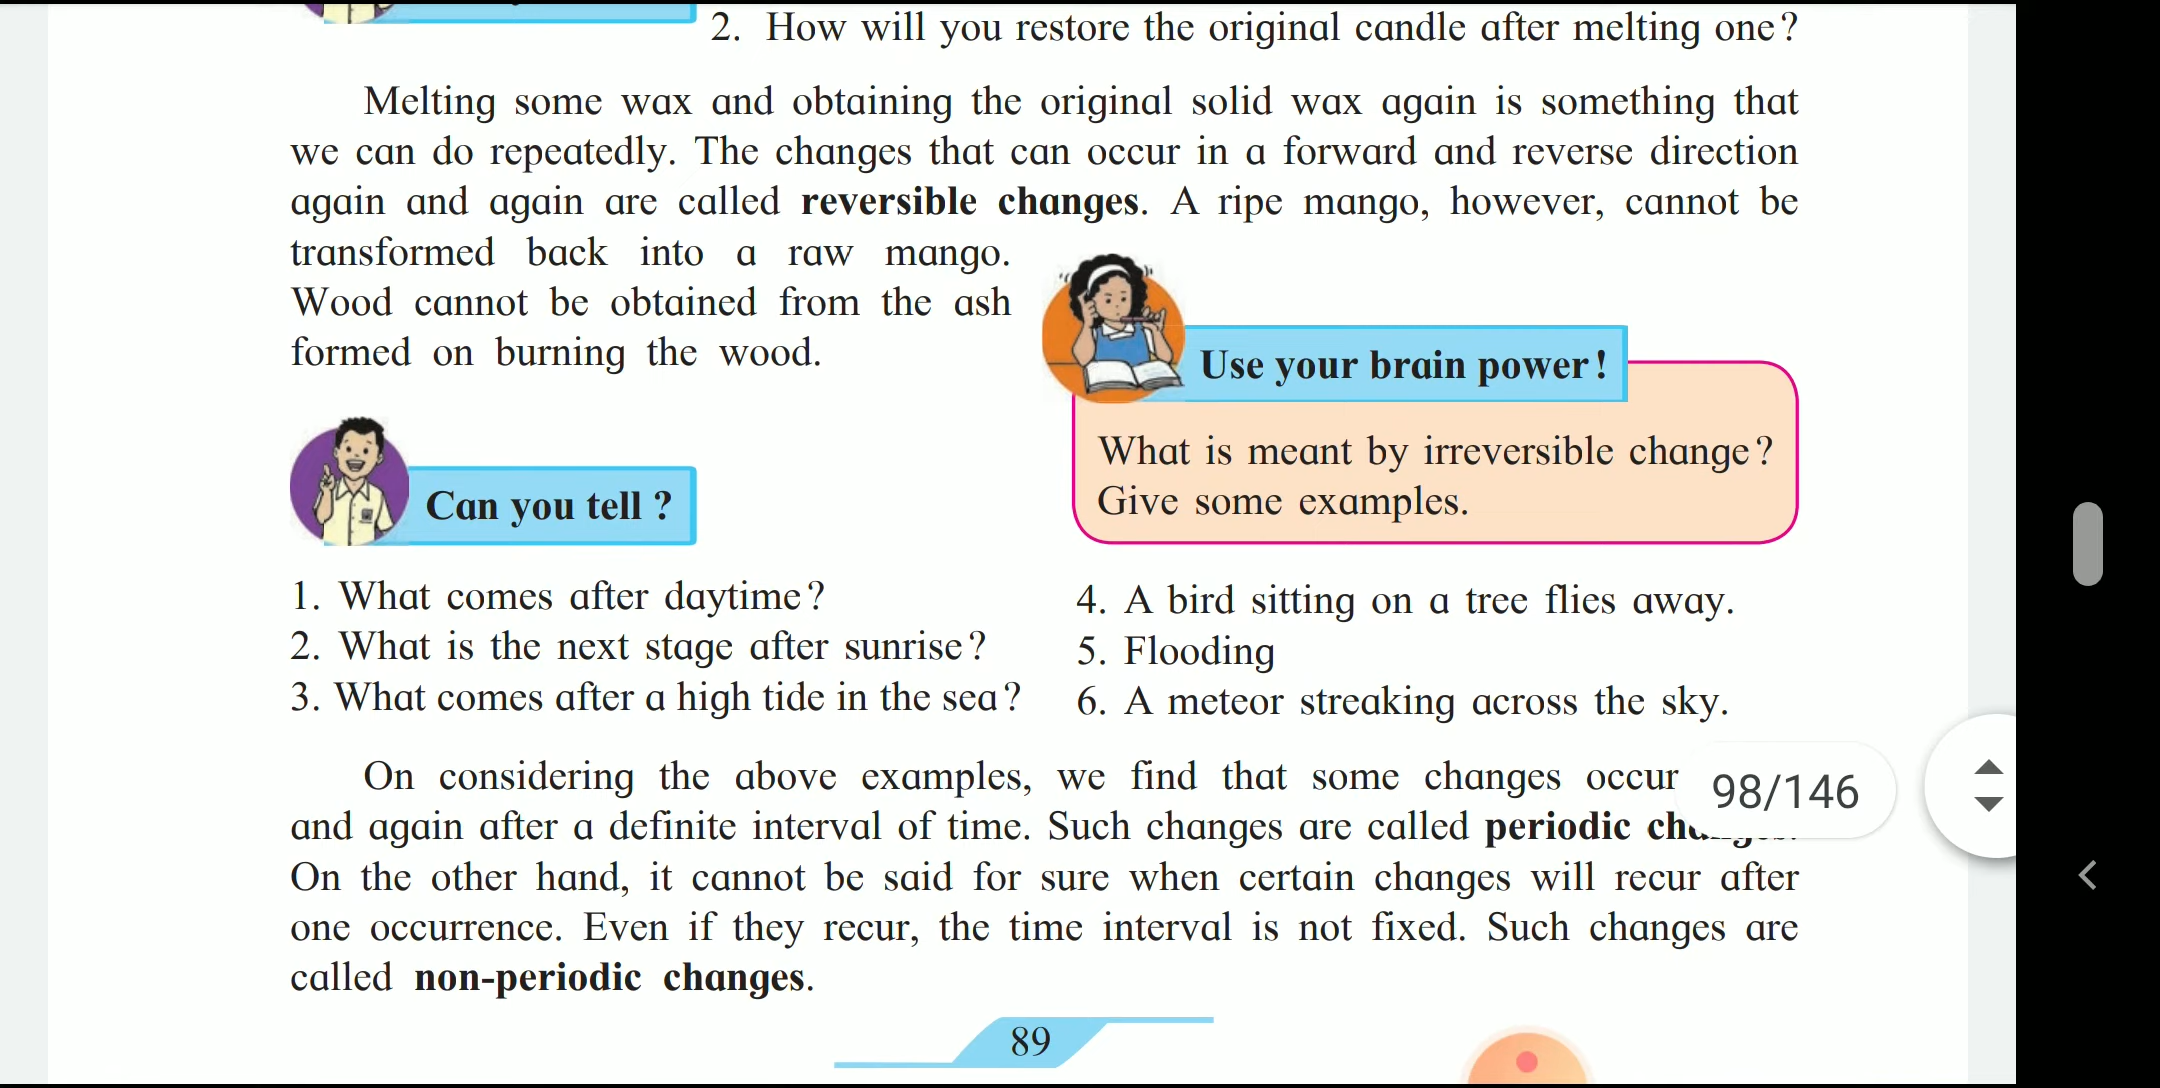 2. How will you restore the original candle after melting one?
Melting some wax and obtaining the original solid wax again is something that
we can do repeatedly. The changes that can occur in a forward and reverse direction
again and again are called reversible changes. A ripe mango, however, cannot be
transformed back into a raw mango.
Wood cannot be obtained from the ash
formed on burning the wood.
Use your brain power!
What is meant by irreversible change?
Give some examples.
Can you tell ?
1. What comes after daytime?
2. What is the next stage after sunrise?
3. What comes after a high tide in the sea?
4. A bird sitting on a tree flies away.
5. Flooding
6. A meteor streaking across the sky.
On considering the above examples, we find that some changes occur
98/146
and again after a definite interval of time. Such changes are called periodic
On the other hand, it cannot be said for sure when certain changes will recur after
one occurrence. Even if they recur, the time interval is not fixed. Such changes are
called non-periodic changes.
89